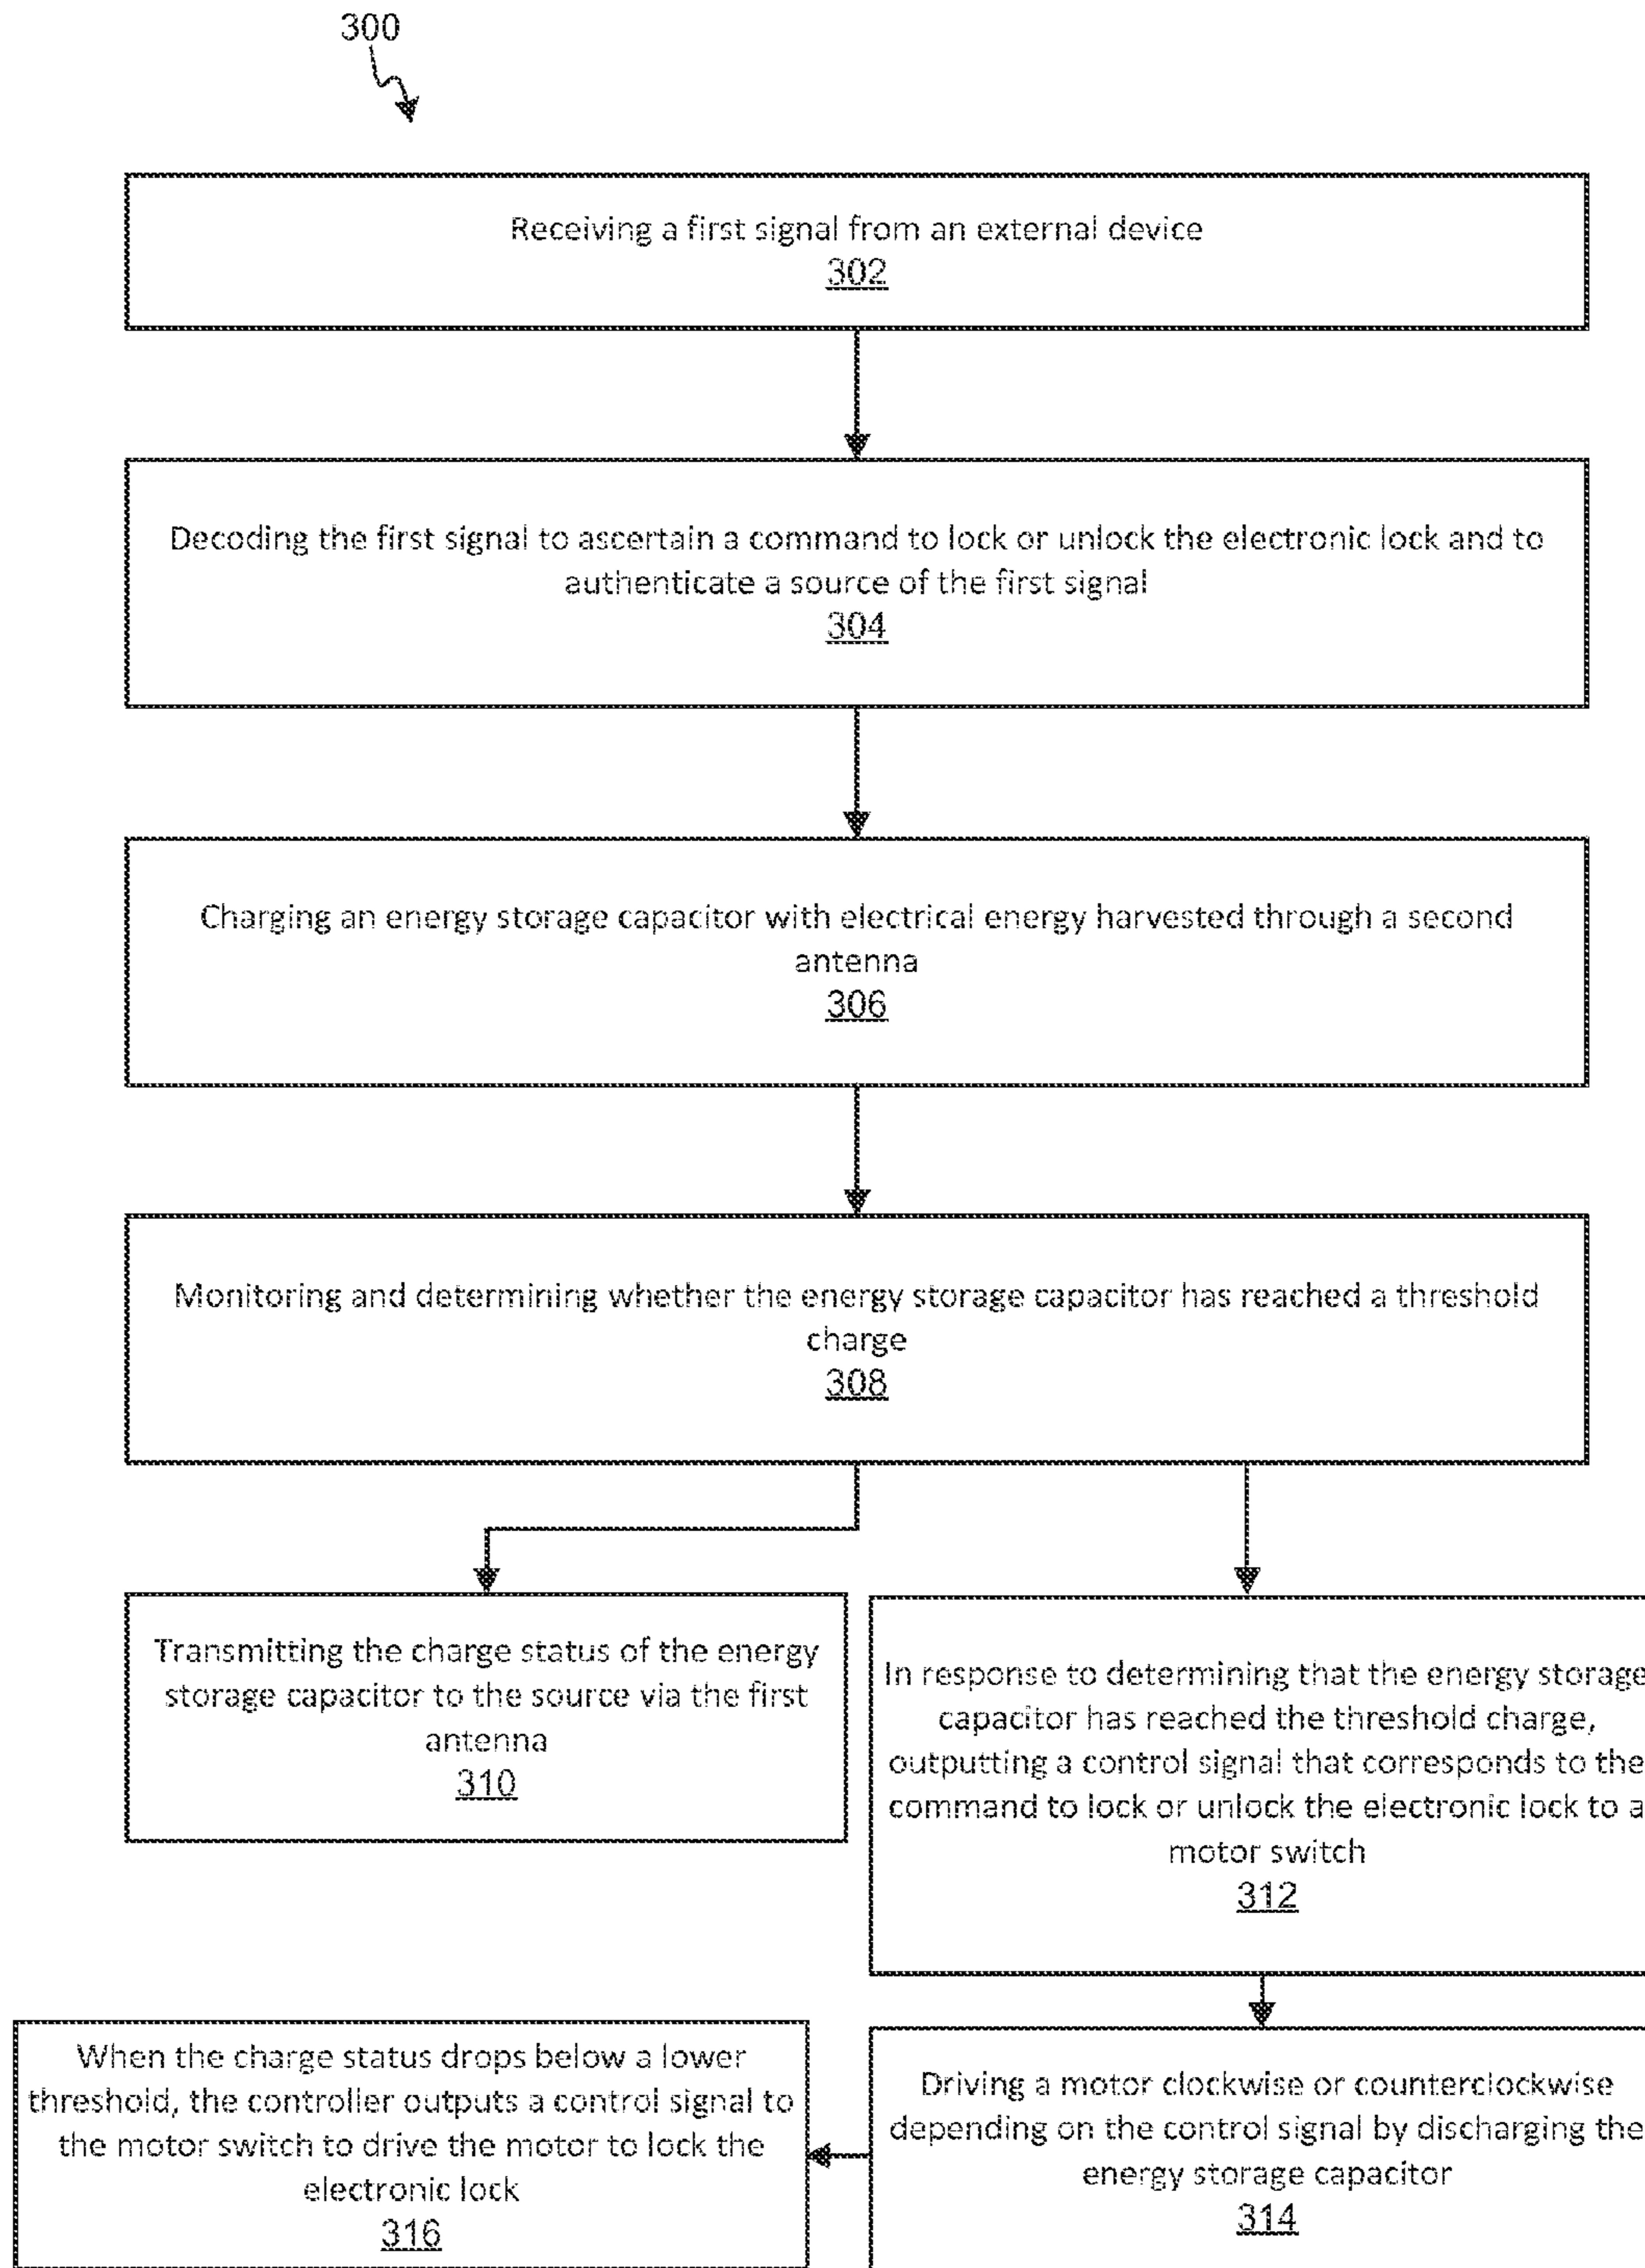 300
Receiving a first signal from an external device
302
Decoding the first signal to ascertain a command to lock or unlock the electronic lock and to
authenticate a source of the first signal
304
Charging an energy storage capacitor with electrical energy harvested through a second
antenna
306
Monitoring and determining whether the energy storage capacitor has reached a threshold
charge
308
Transmitting the charge status of the energy
storage capacitor to the source via the first
antenna
310
In response to determining that the energy storage
capacitor has reached the threshold charge,
outputting a control signal that corresponds to the
command to lock or unlock the electronic lock to a
motor switch
312
Driving a motor clockwise or counterclockwise
depending on the control signal by discharging the
energy storage capacitor
314
When the charge status drops below a lower
threshold, the controller outputs a control signal to
the motor switch to drive the motor to lock the
electronic lock
316